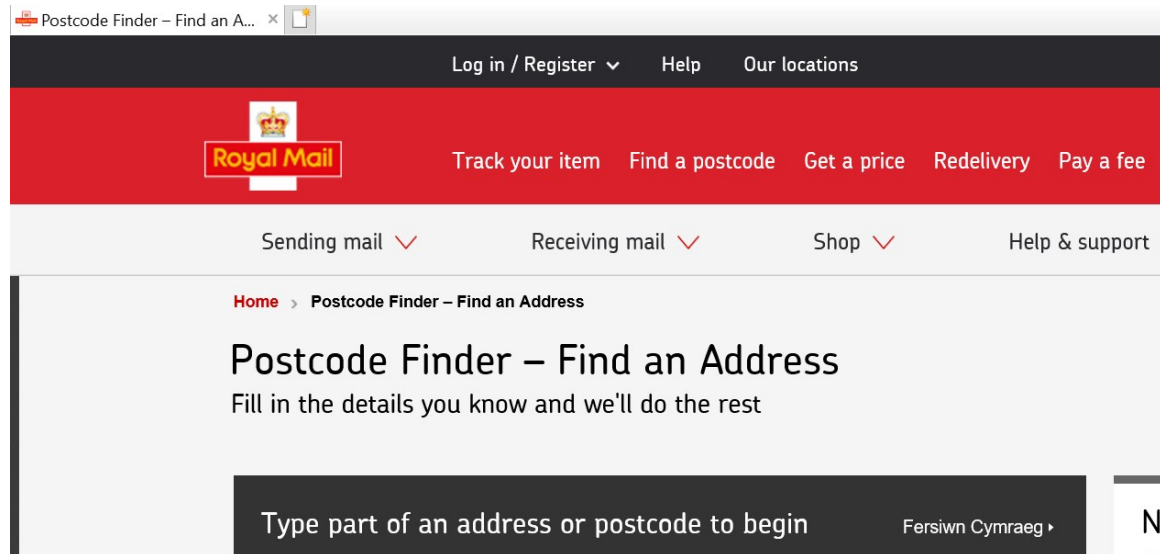 Postcode Finder – Find an A...
Log in / Register Help Our locations
Royal Mail
Track your item Find a postcode Get a price Redelivery Pay a fee
Sending mail Receiving mail Shop Help & support
Home › Postcode Finder – Find an Address
Postcode Finder – Find an Address
Fill in the details you know and we'll do the rest
Type part of an address or postcode to begin Fersiwn Cymraeg
N